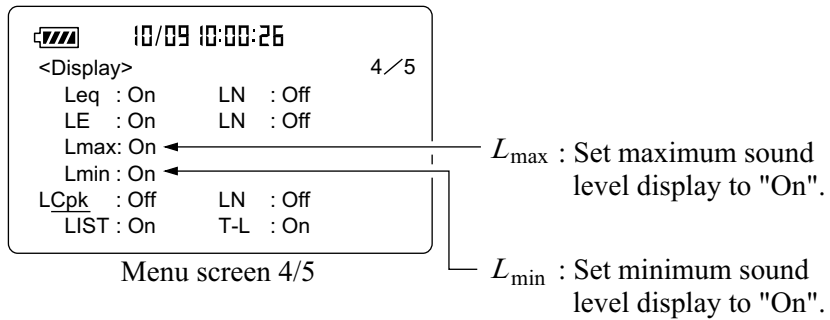 10/09 10:00:26
<Display> 4/5
Leq : On LN : Off
LE : On LN : Off
Lmax: On
Lmin : On
LCpk : Off LN : Off
LIST : On T-L : On
Menu screen 4/5
Lmax : Set maximum sound
level display to "On".
Lmin : Set minimum sound
level display to "On".